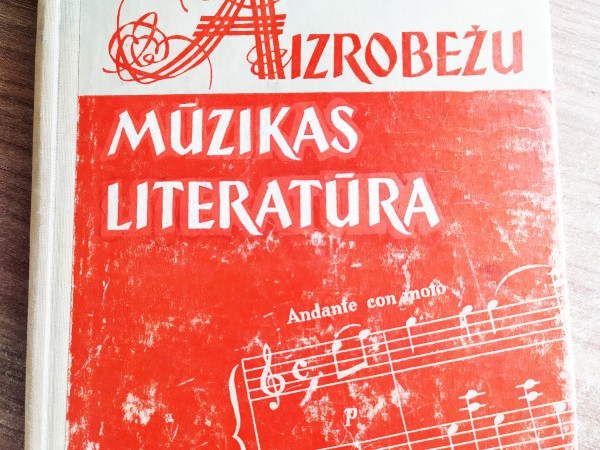 AIZROBEŽU
MŪZIKAS
LITERATŪRA
Andante con moto
p